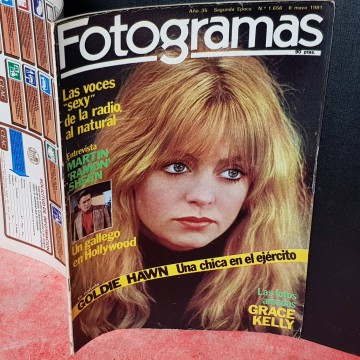 Año 35 Segunda Epoca N.º 1.656 8 mayo 1981
Fotogramas
90 ptas.
Las voces
"sexy"
de la radio,
al natural
Entrevista
MARTIN
'RAMON'
SHEEN
Un gallego
en Hollywood
GOLDIE HAWN Una chica en el ejército
Las fotos
GRACE
KELLY